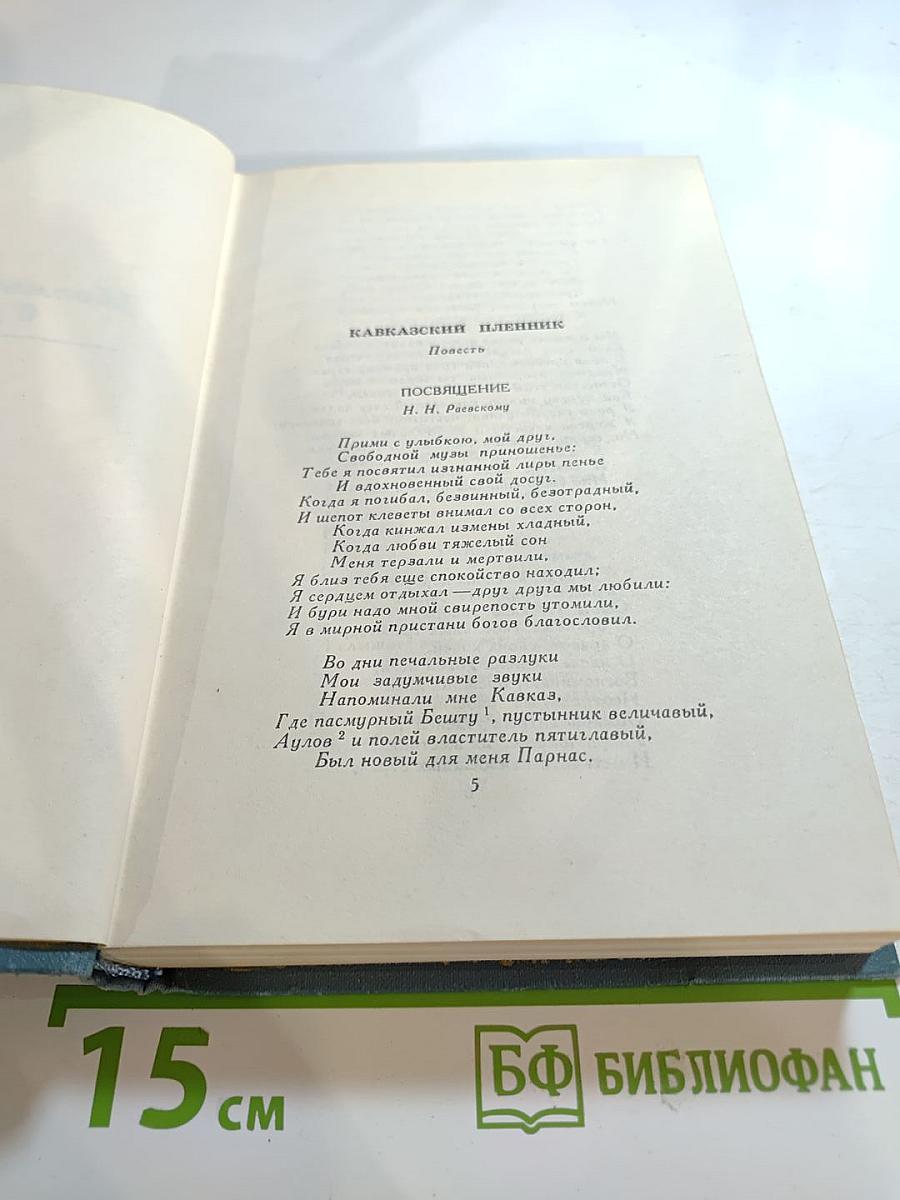 КАВКАЗСКИЙ ПЛЕННИК
Повесть
ПОСВЯЩЕНИЕ
Н. Н. Раевскому
Прими с улыбкою, мой друг,
Свободной музы приношенье:
Тебе я посвятил изгнанной лиры пенье
И вдохновенный свой досуг.
Когда я погибал, безвинный, безотрадный,
И шепот клеветы внимал со всех сторон,
Когда кинжал измены хладный,
Когда любви тяжелый сон
Меня терзали и мертвили,
Я близ тебя еще спокойство находил;
Я сердцем отдыхал — друг друга мы любили:
И бури надо мной свирепость утомили,
Я в мирной пристани богов благословил.
Во дни печальные разлуки
Мои задумчивые звуки
Напоминали мне Кавказ,
Где пасмурный Бешту ¹, пустынник величавый,
Аулов ² и полей властитель пятиглавый,
Был новый для меня Парнас.
5
15 см
БФ БИБЛИОФАН